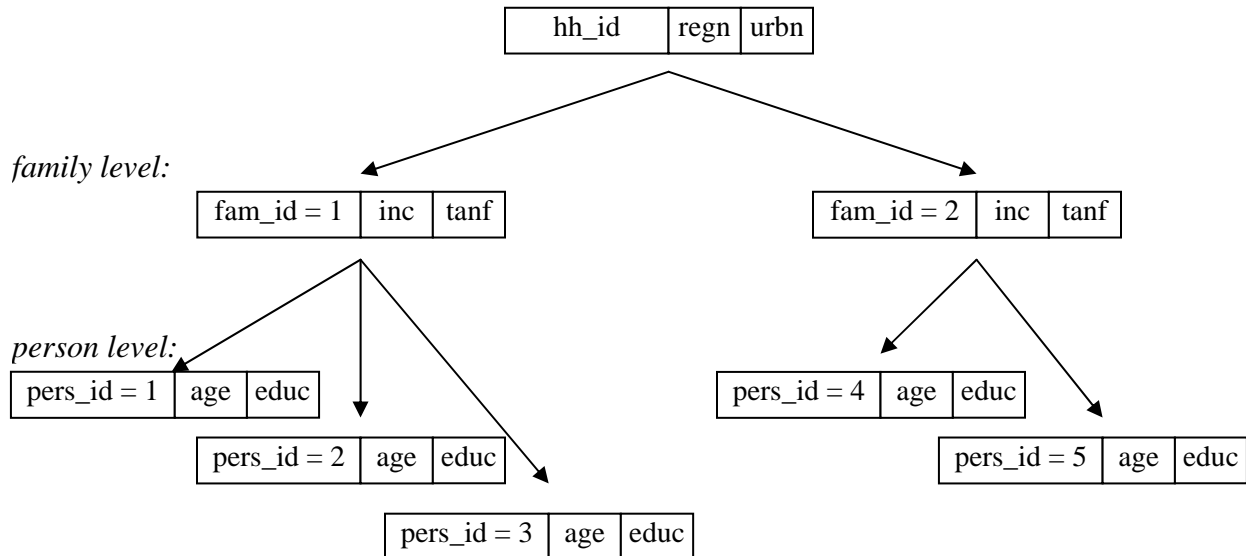 hh_id regn urbn
family level:
fam_id = 1 inc tanf fam_id = 2 inc tanf
person level:
pers_id = 1 age educ pers_id = 4 age educ
pers_id = 2 age educ pers_id = 5 age educ
pers_id = 3 age educ